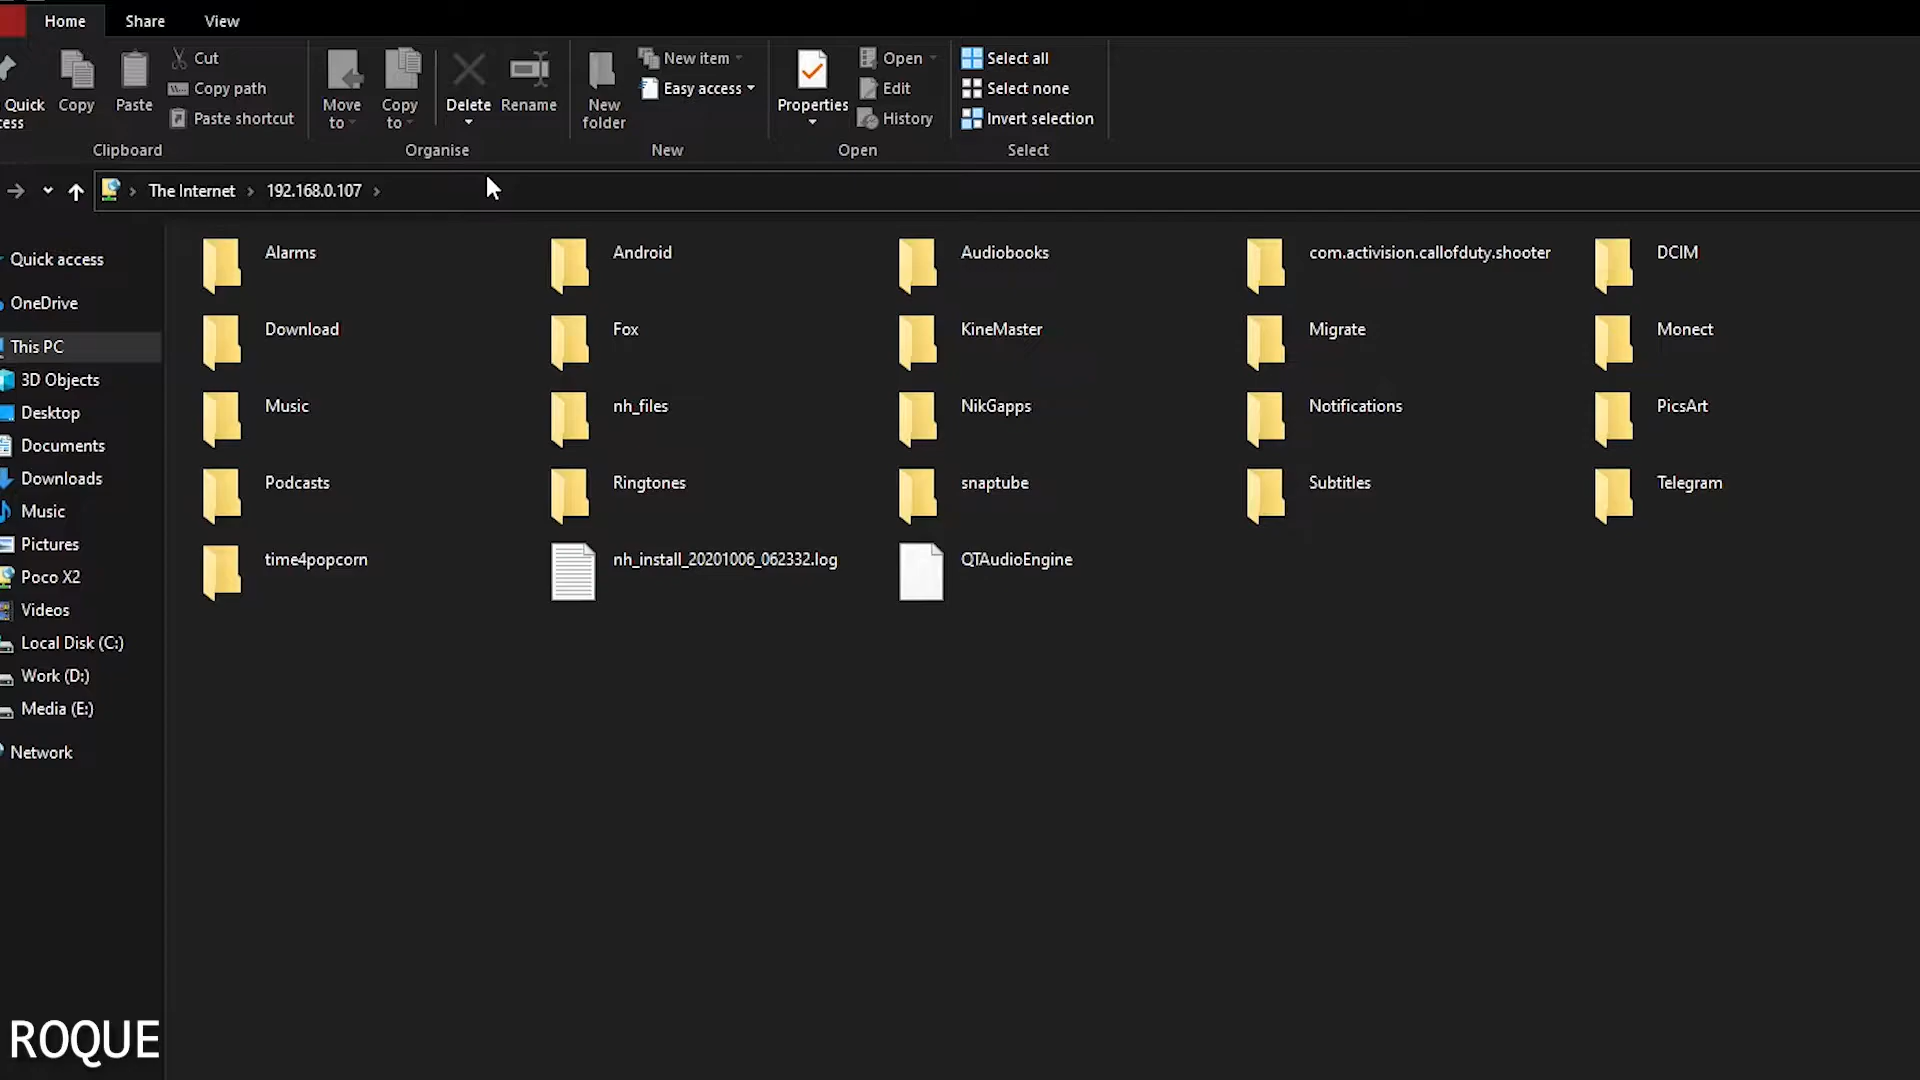 Home Share View
Quick
ess
Copy
Paste
Cut
Copy path
Paste shortcut
Clipboard
Move
to
Copy
to
Delete
Rename
Organise
New
folder
New item
Easy access
New
Properties
Open
Edit
History
Open
Select all
Select none
Invert selection
Select
The Internet > 192.168.0.107 >
Quick access
OneDrive
This PC
3D Objects
Desktop
Documents
Downloads
Music
Pictures
Poco X2
Videos
Local Disk (C:)
Work (D:)
Media (E:)
Network
Alarms
Android
Audiobooks
com.activision.callofduty.shooter
DCIM
Download
Fox
KineMaster
Migrate
Monect
Music
nh_files
NikGapps
Notifications
PicsArt
Podcasts
Ringtones
snaptube
Subtitles
Telegram
time4popcorn
nh_install_20201006_062332.log
QTAudioEngine
ROQUE